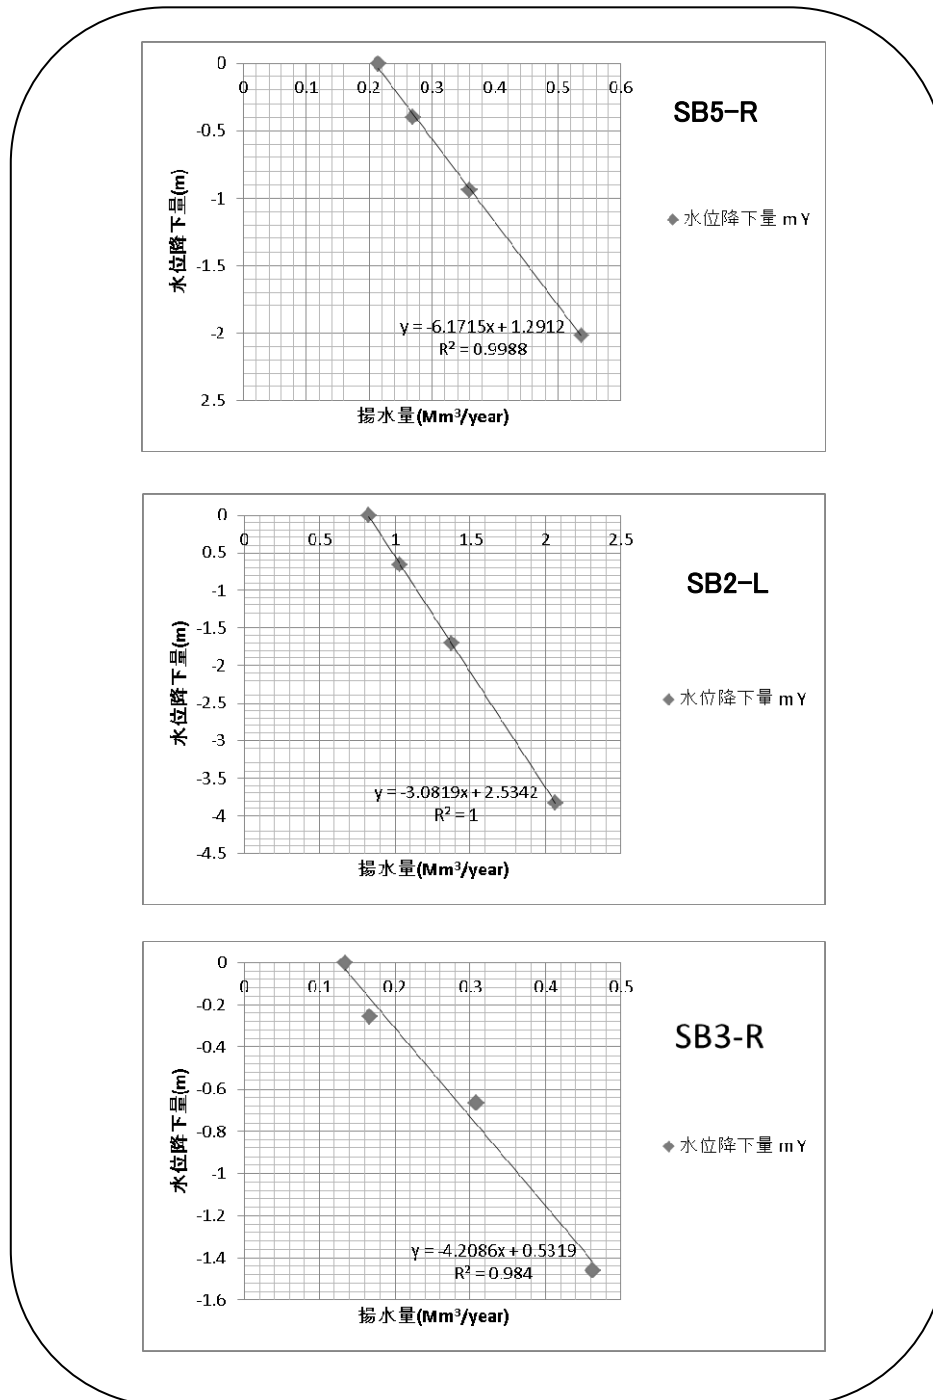 0
0 0.1 0.2 0.3 0.4 0.5 0.6
-0.5
-1
-1.5
-2
2.5
水位降下量(m)
y = -6.1715x + 1.2912
R² = 0.9988
揚水量(Mm³/year)
SB5-R
水位降下量 m Y
0
0 0.5 1 1.5 2 2.5
0.5
-1
-1.5
-2
-2.5
-3
-3.5
-4
-4.5
水位降下量(m)
y = -3.0819x + 2.5342
R² = 1
揚水量(Mm³/year)
SB2-L
水位降下量 m Y
0
0 0.1 0.2 0.3 0.4 0.5
-0.2
-0.4
-0.6
-0.8
-1
-1.2
-1.4
-1.6
水位降下量(m)
y = -4.2086x + 0.5319
R² = 0.984
揚水量(Mm³/year)
SB3-R
水位降下量 m Y